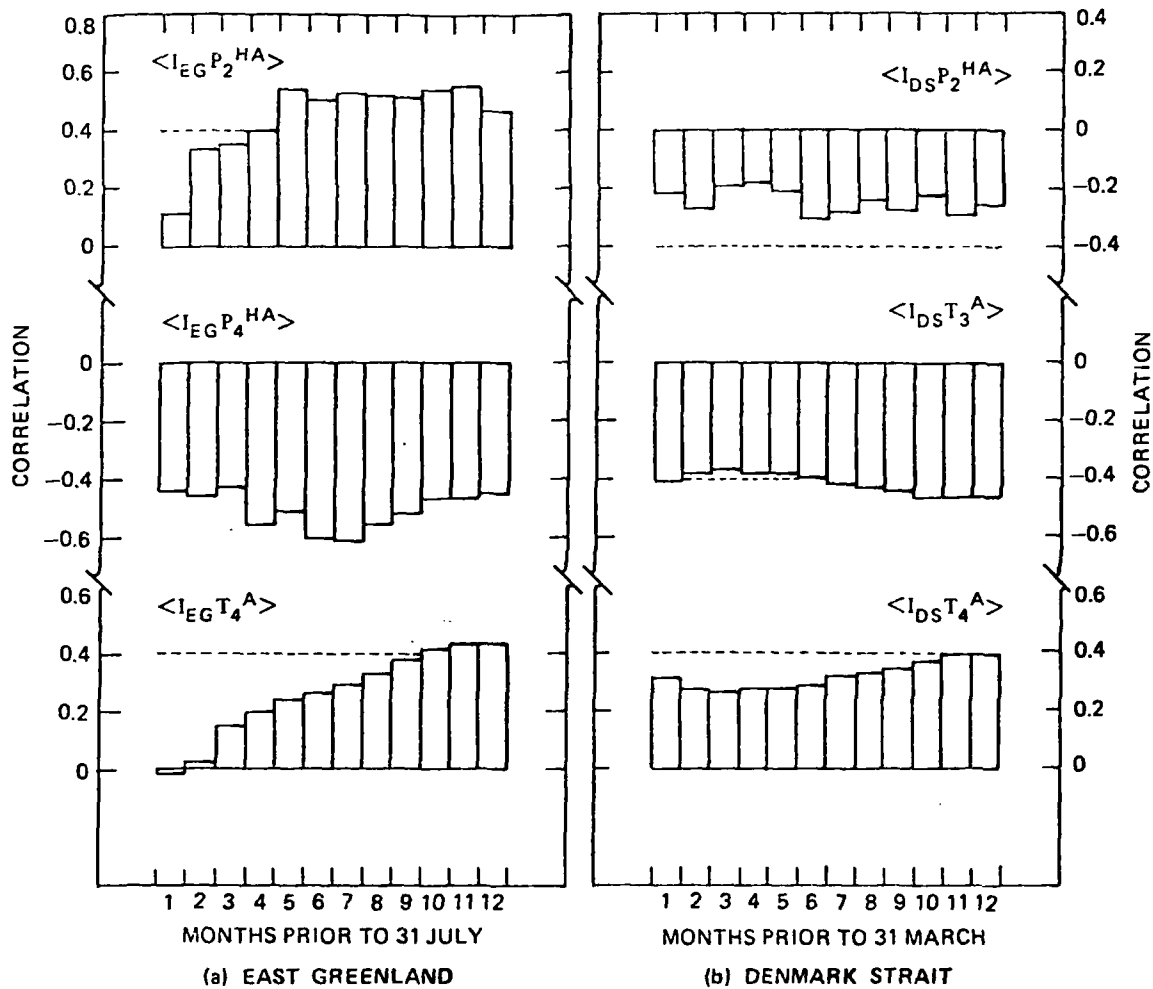 0.8
0.6
0.4
0.2
0
<I_EG P_2^HA>
<I_DS P_2^HA>
0.4
0.2
0
−0.2
−0.4
CORRELATION
0
−0.2
−0.4
−0.6
<I_EG P_4^HA>
<I_DS T_3^A>
0
−0.2
−0.4
−0.6
CORRELATION
0.6
0.4
0.2
0
<I_EG T_4^A>
<I_DS T_4^A>
0.6
0.4
0.2
0
1 2 3 4 5 6 7 8 9 10 11 12
MONTHS PRIOR TO 31 JULY
(a) EAST GREENLAND
1 2 3 4 5 6 7 8 9 10 11 12
MONTHS PRIOR TO 31 MARCH
(b) DENMARK STRAIT